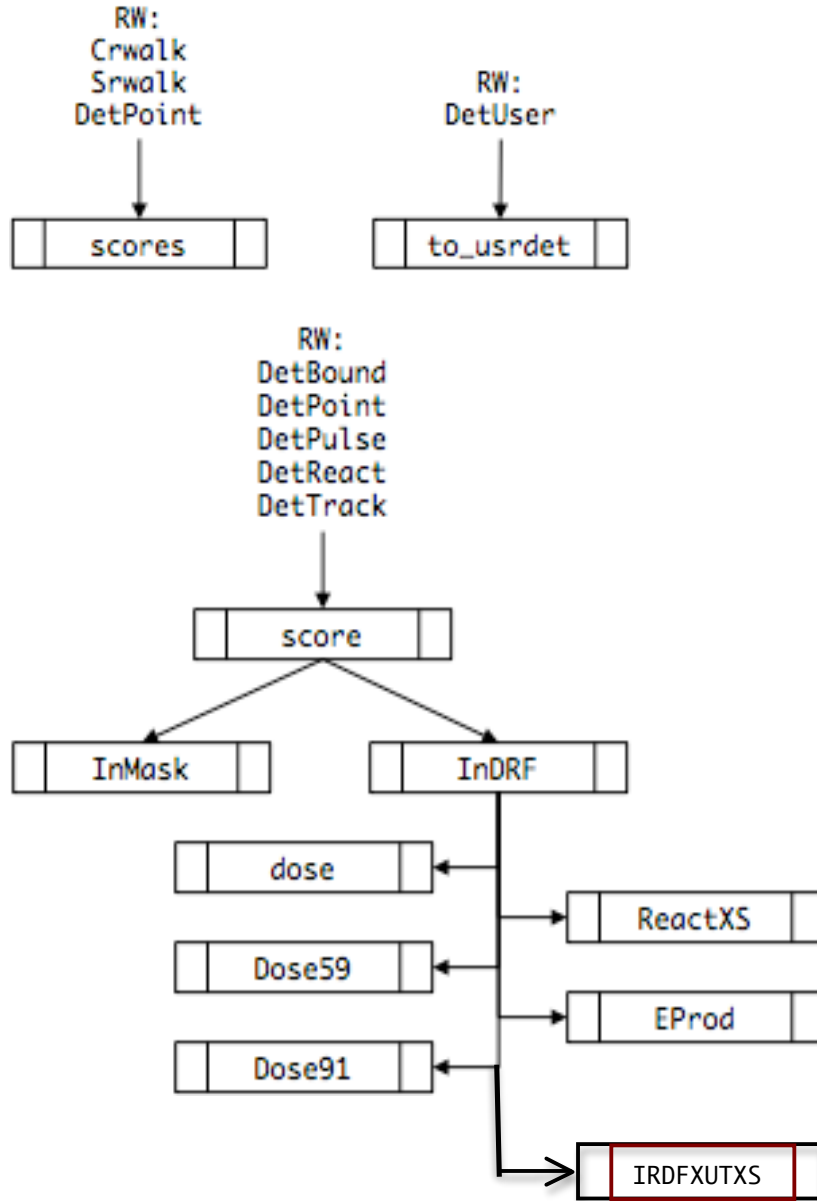 RW:
Crwalk
Srwalk
DetPoint
RW:
DetUser
scores
to_usrdet
RW:
DetBound
DetPoint
DetPulse
DetReact
DetTrack
score
InMask
InDRF
dose
ReactXS
Dose59
EProd
Dose91
IRDFXUTXS